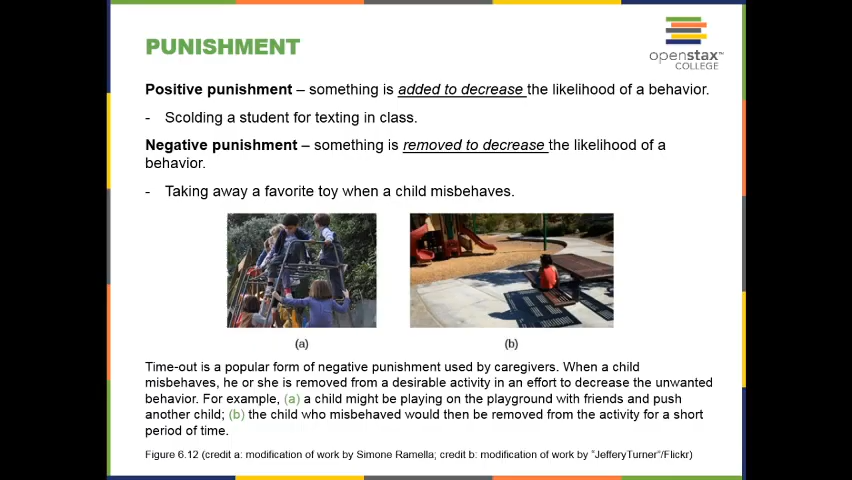 PUNISHMENT
openstax™
COLLEGE
Positive punishment – something is added to decrease the likelihood of a behavior.
- Scolding a student for texting in class.
Negative punishment – something is removed to decrease the likelihood of a
behavior.
- Taking away a favorite toy when a child misbehaves.
(a) (b)
Time-out is a popular form of negative punishment used by caregivers. When a child
misbehaves, he or she is removed from a desirable activity in an effort to decrease the unwanted
behavior. For example, (a) a child might be playing on the playground with friends and push
another child; (b) the child who misbehaved would then be removed from the activity for a short
period of time.
Figure 6.12 (credit a: modification of work by Simone Ramella; credit b: modification of work by "JefferyTurner"/Flickr)